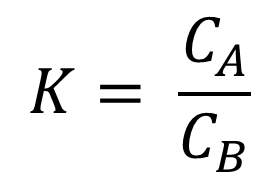 K = C_A / C_B